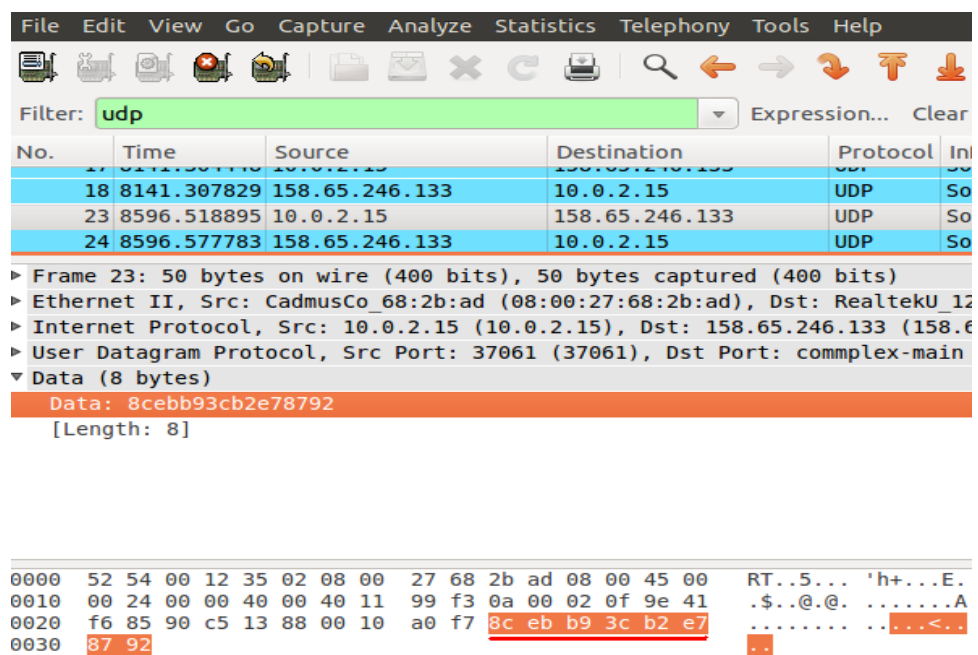 File Edit View Go Capture Analyze Statistics Telephony Tools Help
Filter: udp Expression... Clear
No. Time Source Destination Protocol
18 8141.307829 158.65.246.133 10.0.2.15 UDP So
23 8596.518895 10.0.2.15 158.65.246.133 UDP So
24 8596.577783 158.65.246.133 10.0.2.15 UDP So
Frame 23: 50 bytes on wire (400 bits), 50 bytes captured (400 bits)
Ethernet II, Src: CadmusCo_68:2b:ad (08:00:27:68:2b:ad), Dst: RealtekU_12
Internet Protocol, Src: 10.0.2.15 (10.0.2.15), Dst: 158.65.246.133 (158.6
User Datagram Protocol, Src Port: 37061 (37061), Dst Port: commplex-main
Data (8 bytes)
Data: 8cebb93cb2e78792
[Length: 8]
0000 52 54 00 12 35 02 08 00 27 68 2b ad 08 00 45 00 RT..5... 'h+...E.
0010 00 24 00 00 40 00 40 11 99 f3 0a 00 02 0f 9e 41 .$..@.@. .......A
0020 f6 85 90 c5 13 88 00 10 a0 f7 8c eb b9 3c b2 e7 ........ .....<..
0030 87 92 ..